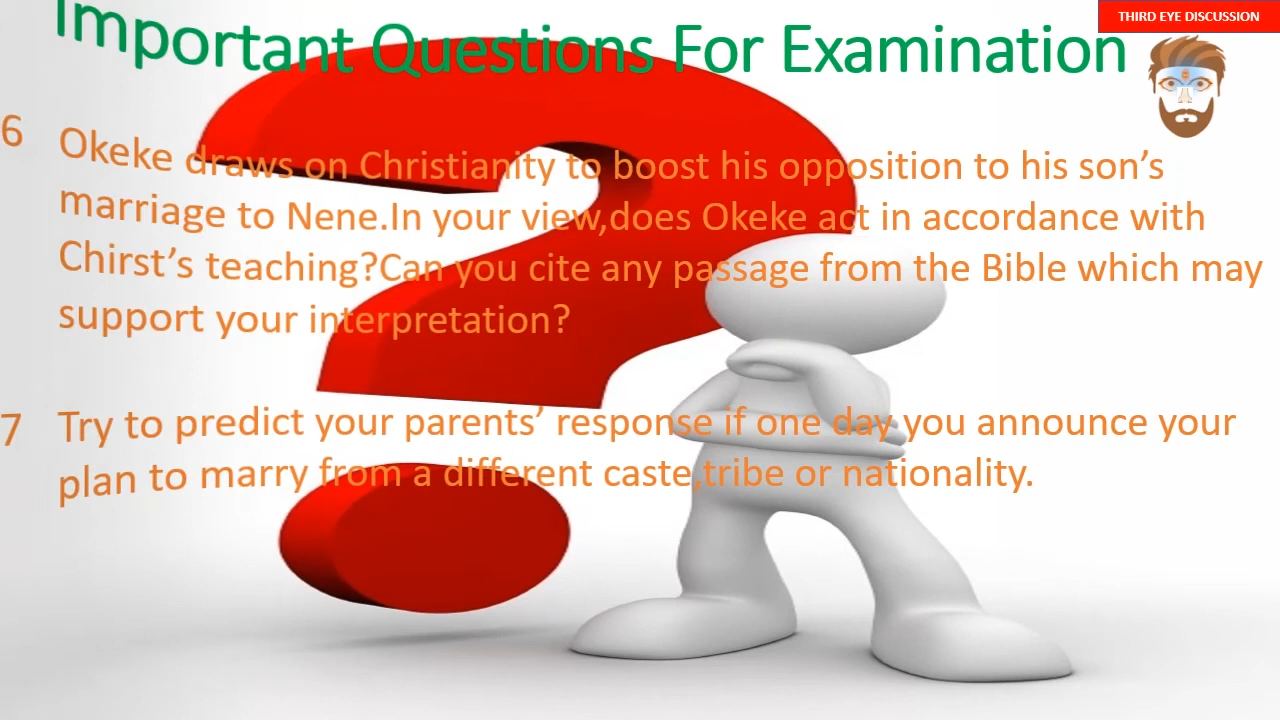 THIRD EYE DISCUSSION
Important Questions For Examination
6 Okeke draws on Christianity to boost his opposition to his son’s
marriage to Nene.In your view,does Okeke act in accordance with
Chirst’s teaching?Can you cite any passage from the Bible which may
support your interpretation?
7 Try to predict your parents’ response if one day you announce your
plan to marry from a different caste,tribe or nationality.